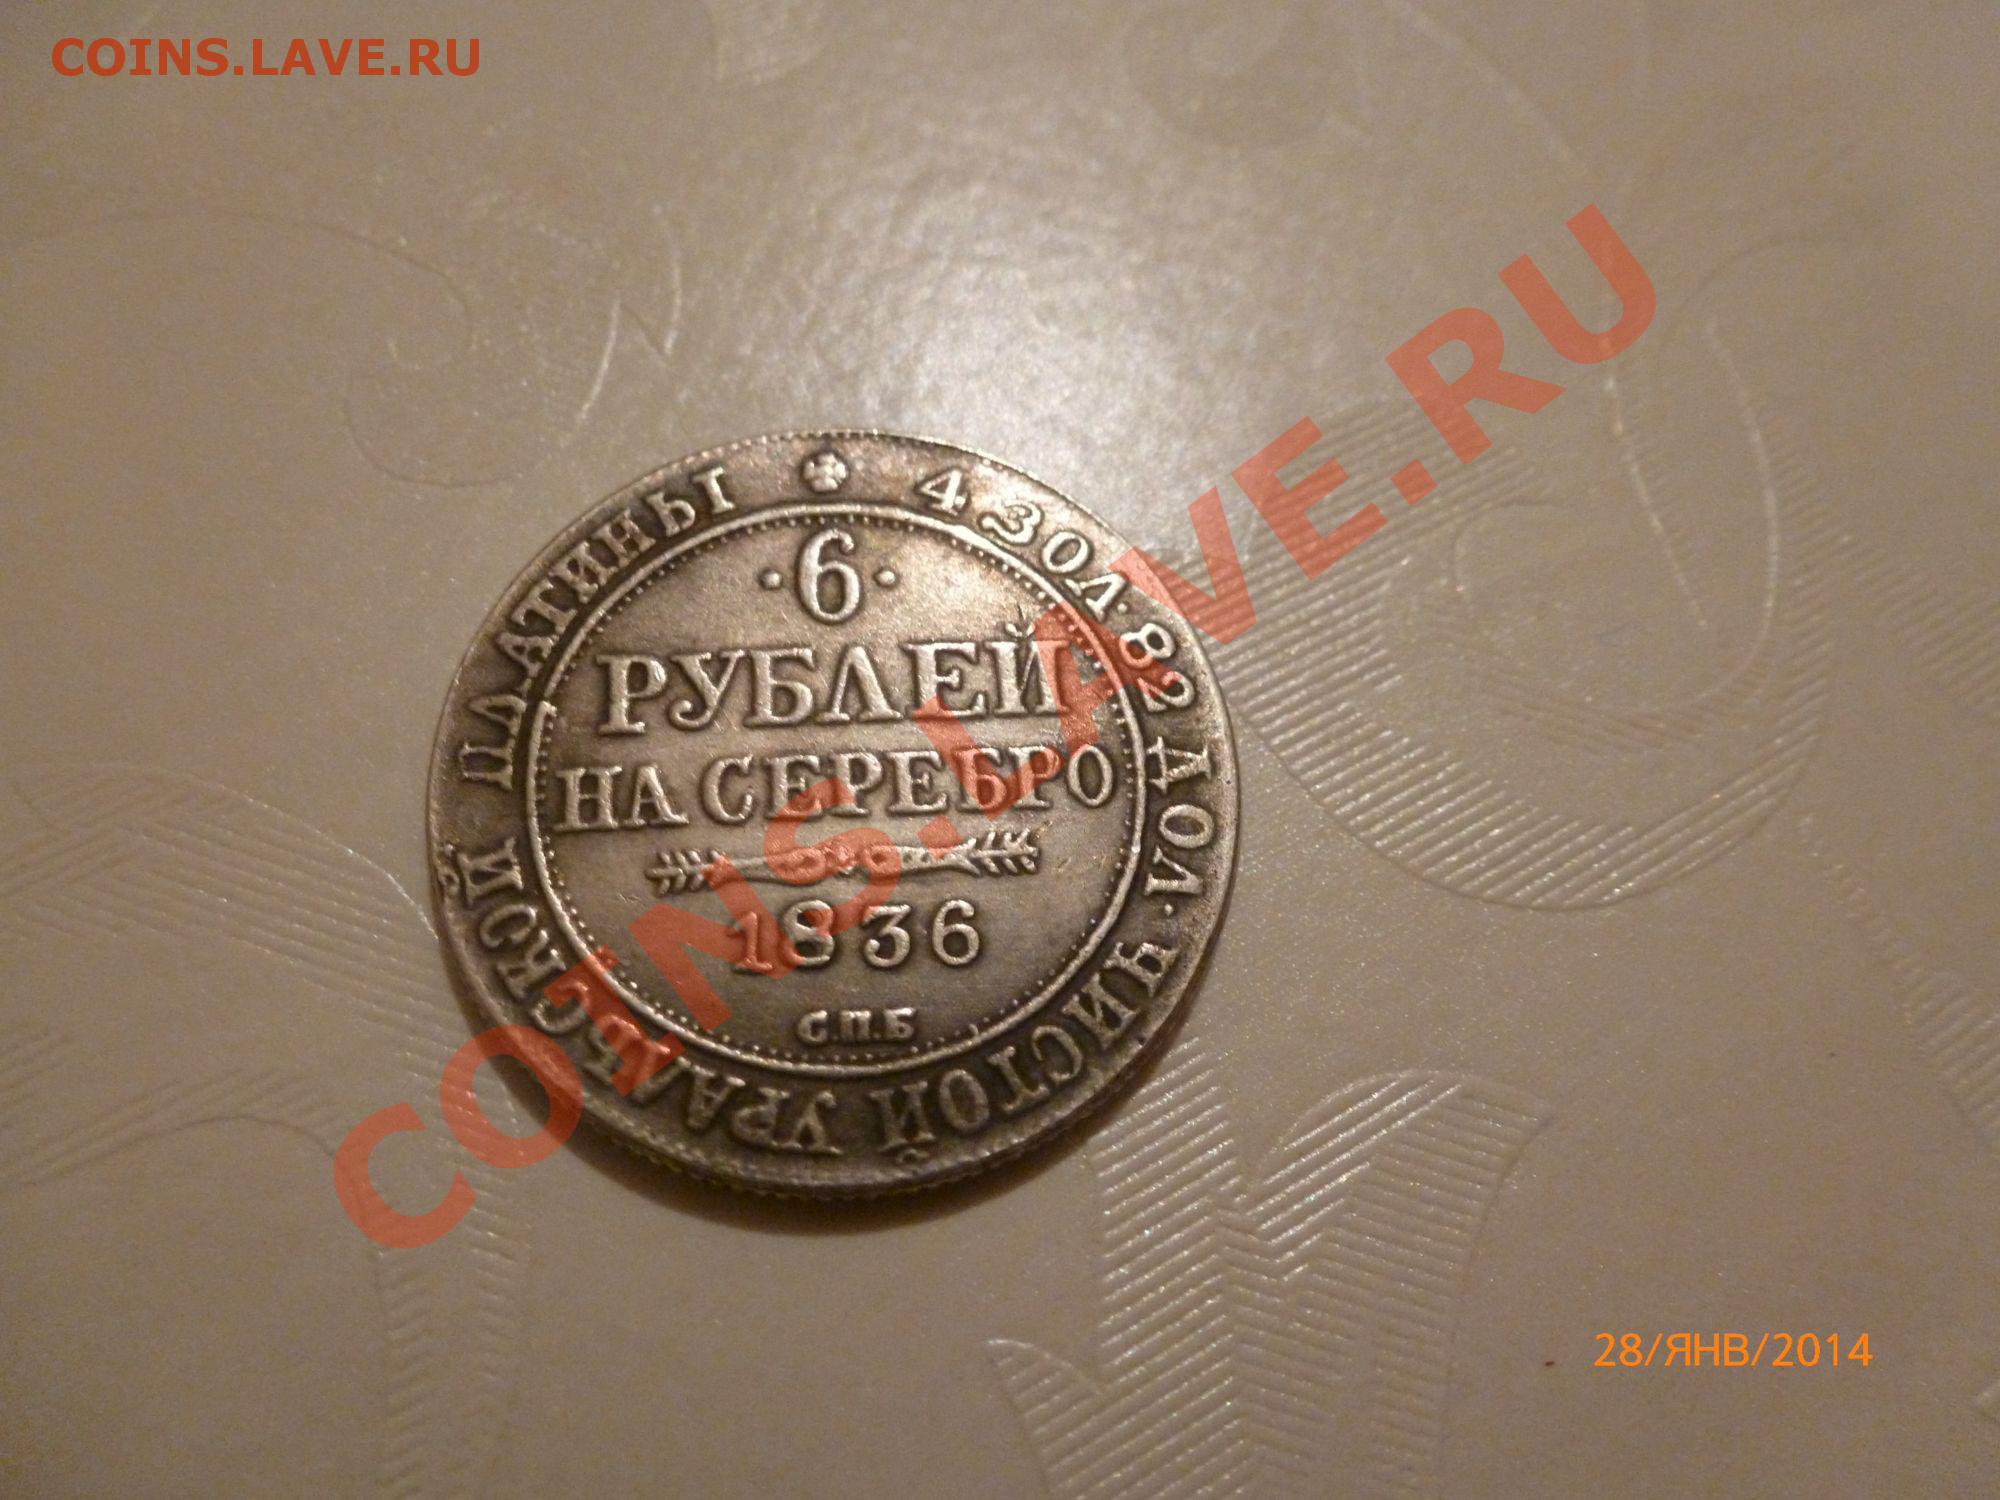 COINS.LAVE.RU
4 ЗОЛ. 82 ДОЛ. ЧИСТОЙ УРАЛЬСКОЙ ПЛАТИНЫ
·6·
РУБЛЕЙ
НА СЕРЕБРО
1836
С.П.Б
COINS.LAVE.RU
28/ЯНВ/2014